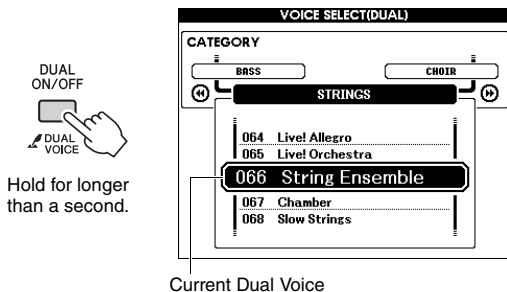 VOICE SELECT(DUAL)
CATEGORY
BASS
CHOIR
STRINGS
064 Live! Allegro
065 Live! Orchestra
066 String Ensemble
067 Chamber
068 Slow Strings
DUAL
ON/OFF
DUAL
VOICE
Hold for longer
than a second.
Current Dual Voice